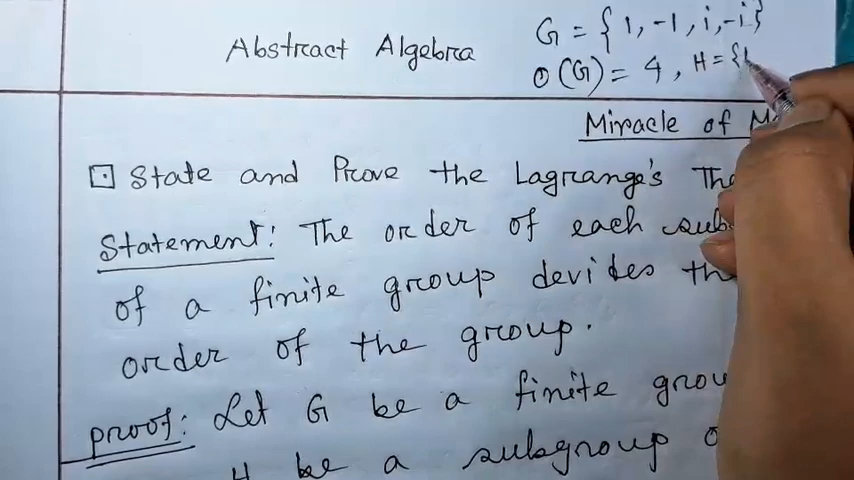 Abstract Algebra
G = { 1, -1, i, -i }
O(G) = 4, H = {1
Miracle of
⊡ State and Prove the Lagrange's
Statement: The order of each
of a finite group devides
order of the group.
proof: Let G be a finite
H be a subgroup